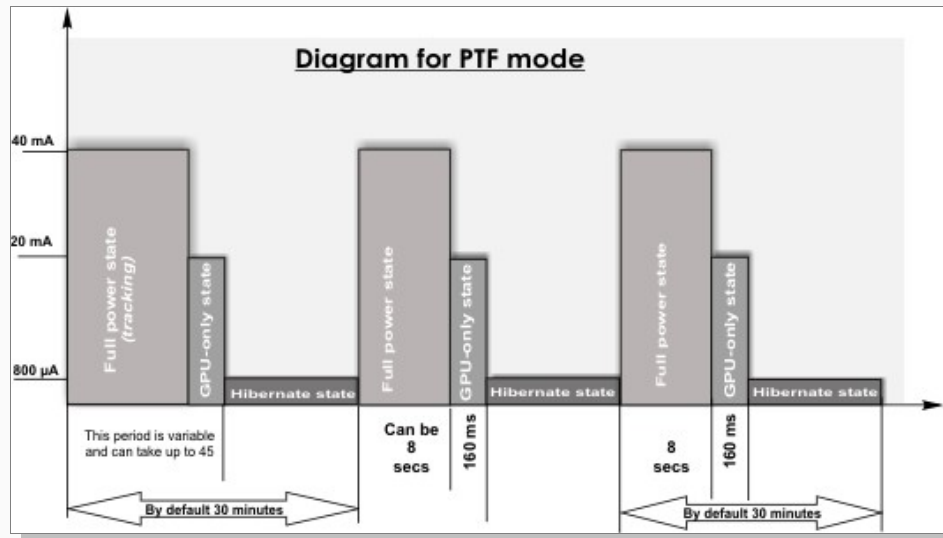 Diagram for PTF mode
40 mA
20 mA
800 µA
Full power state
(tracking)
GPU-only state
Hibernate state
Full power state
GPU-only state
Hibernate state
Full power state
GPU-only state
Hibernate state
This period is variable
and can take up to 45
Can be
8
secs
160 ms
8
secs
160 ms
By default 30 minutes
By default 30 minutes